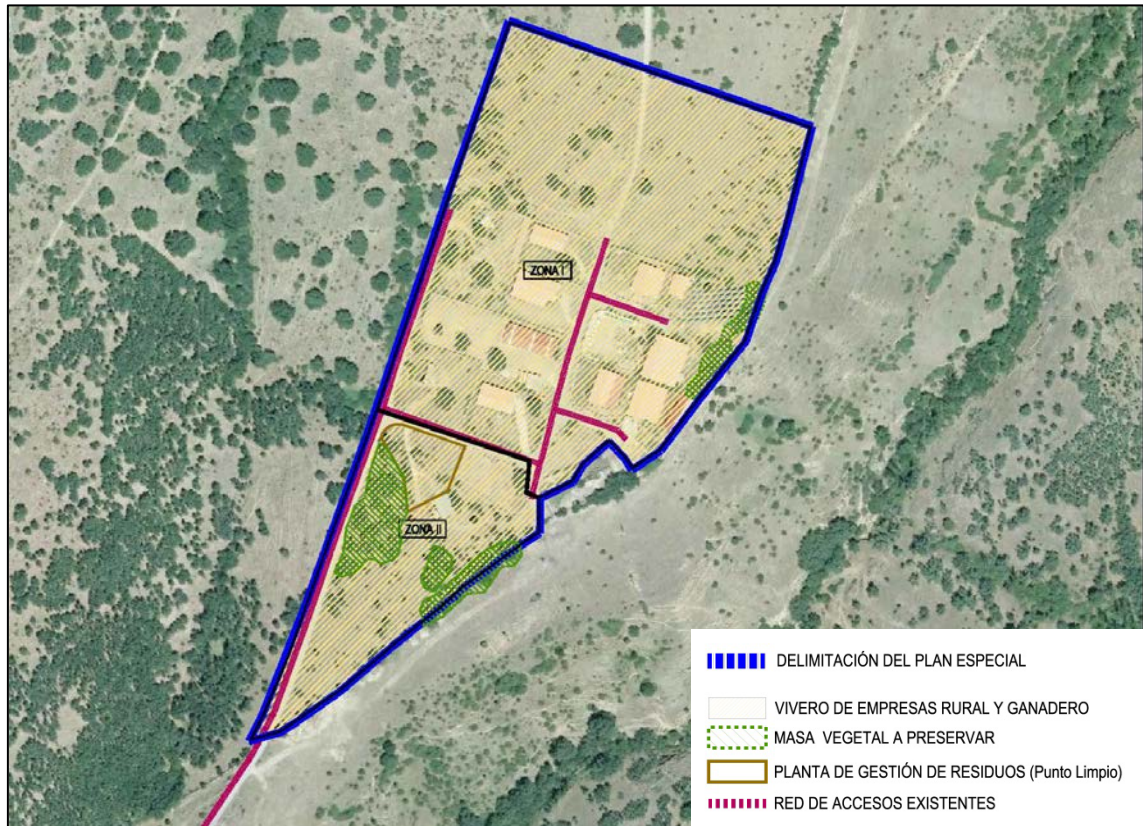 ZONA I
ZONA II
DELIMITACIÓN DEL PLAN ESPECIAL
VIVERO DE EMPRESAS RURAL Y GANADERO
MASA VEGETAL A PRESERVAR
PLANTA DE GESTIÓN DE RESIDUOS (Punto Limpio)
RED DE ACCESOS EXISTENTES